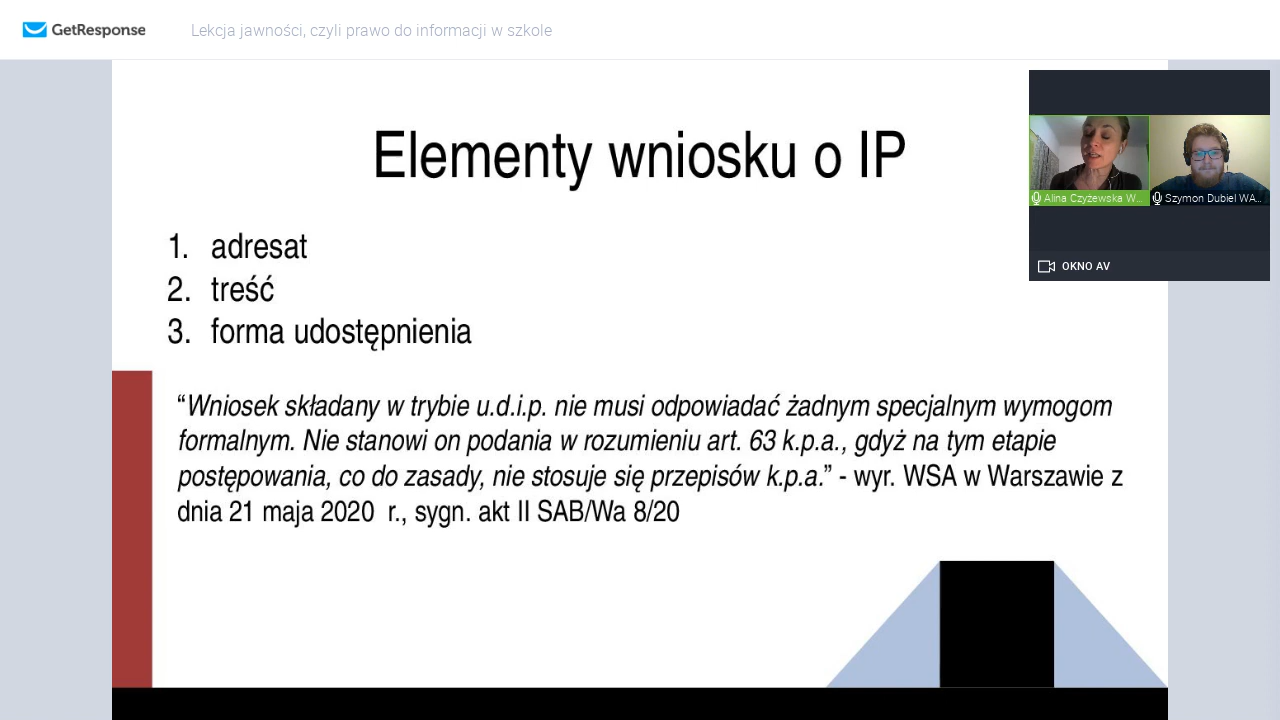 GetResponse
Lekcja jawności, czyli prawo do informacji w szkole
Elementy wniosku o IP
1. adresat
2. treść
3. forma udostępnienia
“Wniosek składany w trybie u.d.i.p. nie musi odpowiadać żadnym specjalnym wymogom
formalnym. Nie stanowi on podania w rozumieniu art. 63 k.p.a., gdyż na tym etapie
postępowania, co do zasady, nie stosuje się przepisów k.p.a.” - wyr. WSA w Warszawie z
dnia 21 maja 2020 r., sygn. akt II SAB/Wa 8/20
Alina Czyżewska W...
Szymon Dubiel WA...
OKNO AV